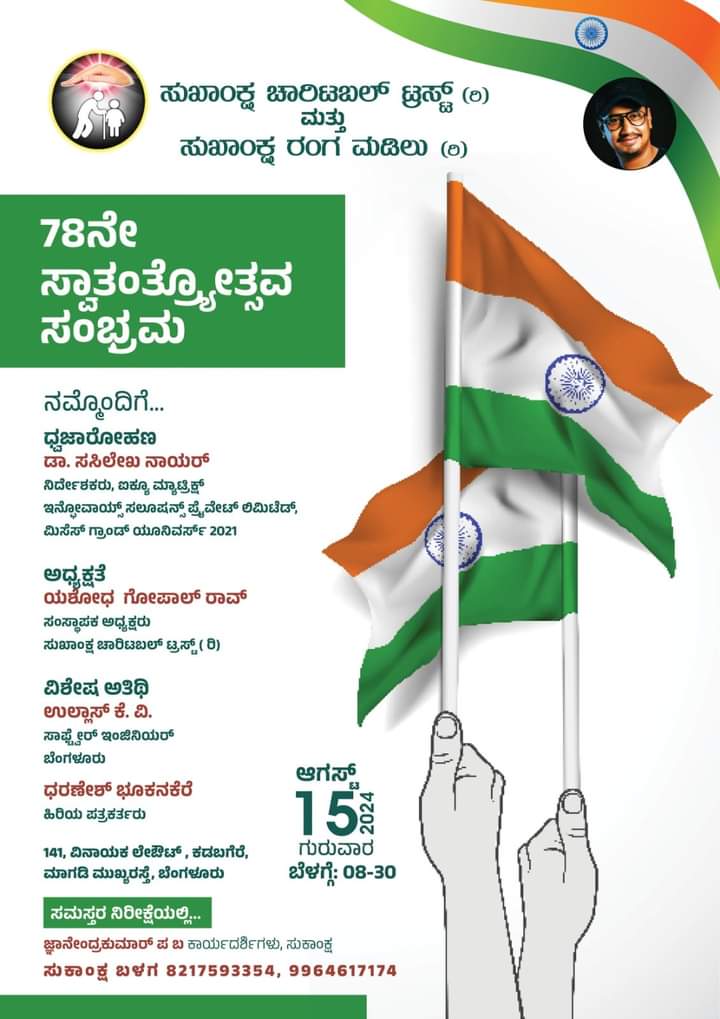 ಸುಖಾಂಕ್ಷ ಚಾರಿಟಬಲ್ ಟ್ರಸ್ಟ್ (ರಿ)
ಮತ್ತು
ಸುಖಾಂಕ್ಷ ರಂಗ ಮಡಿಲು (ರಿ)
78ನೇ
ಸ್ವಾತಂತ್ರ್ಯೋತ್ಸವ
ಸಂಭ್ರಮ
ನಮ್ಮೊಂದಿಗೆ...
ಧ್ವಜಾರೋಹಣ
ಡಾ. ಸಸಿಲೇಖ ನಾಯರ್
ನಿರ್ದೇಶಕರು, ಐಕ್ಯೂ ಮ್ಯಾಟ್ರಿಕ್ಸ್
ಇನ್ಫೋವಾಯ್ಸ್ ಸಲೂಷನ್ಸ್ ಪ್ರೈವೇಟ್ ಲಿಮಿಟೆಡ್,
ಮಿಸೆಸ್ ಗ್ರಾಂಡ್ ಯೂನಿವರ್ಸ್ 2021
ಅಧ್ಯಕ್ಷತೆ
ಯಶೋಧ ಗೋಪಾಲ್ ರಾವ್
ಸಂಸ್ಥಾಪಕ ಅಧ್ಯಕ್ಷರು
ಸುಖಾಂಕ್ಷ ಚಾರಿಟಬಲ್ ಟ್ರಸ್ಟ್ ( ರಿ)
ವಿಶೇಷ ಅತಿಥಿ
ಉಲ್ಲಾಸ್ ಕೆ. ವಿ.
ಸಾಫ್ಟ್ವೇರ್ ಇಂಜಿನಿಯರ್
ಬೆಂಗಳೂರು
ಧರಣೇಶ್ ಭೂಕನಕೆರೆ
ಹಿರಿಯ ಪತ್ರಕರ್ತರು
ಆಗಸ್ಟ್
15 2024
ಗುರುವಾರ
ಬೆಳಗ್ಗೆ: 08-30
141, ವಿನಾಯಕ ಲೇಔಟ್ , ಕಡಬಗೆರೆ,
ಮಾಗಡಿ ಮುಖ್ಯರಸ್ತೆ, ಬೆಂಗಳೂರು
ಸಮಸ್ತರ ನಿರೀಕ್ಷೆಯಲ್ಲಿ...
ಜ್ಞಾನೇಂದ್ರಕುಮಾರ್ ಪ ಬ ಕಾರ್ಯದರ್ಶಿಗಳು, ಸುಕಾಂಕ್ಷ
ಸುಕಾಂಕ್ಷ ಬಳಗ 8217593354, 9964617174